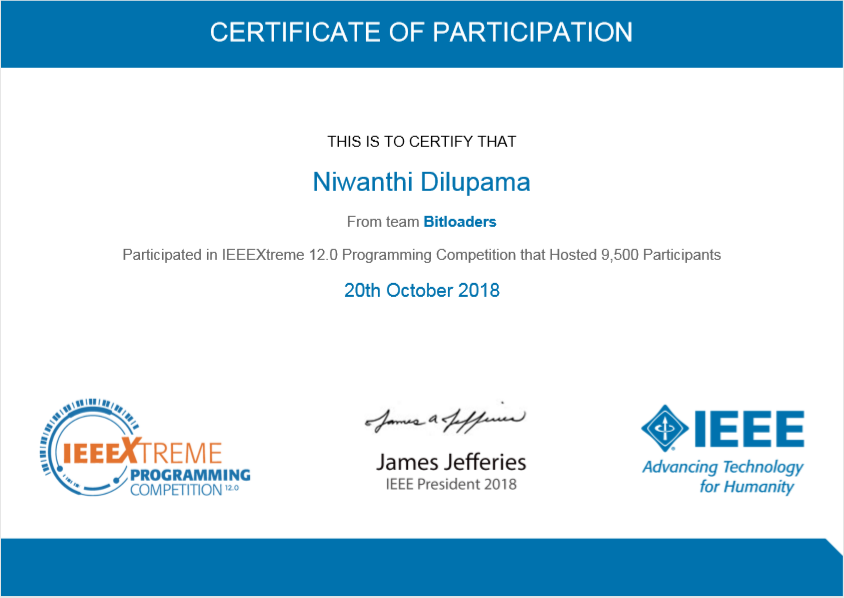 CERTIFICATE OF PARTICIPATION
THIS IS TO CERTIFY THAT
Niwanthi Dilupama
From team Bitloaders
Participated in IEEEXtreme 12.0 Programming Competition that Hosted 9,500 Participants
20th October 2018
IEEEXTREME
PROGRAMMING
COMPETITION 12.0
James A Jefferies
James Jefferies
IEEE President 2018
IEEE
Advancing Technology
for Humanity